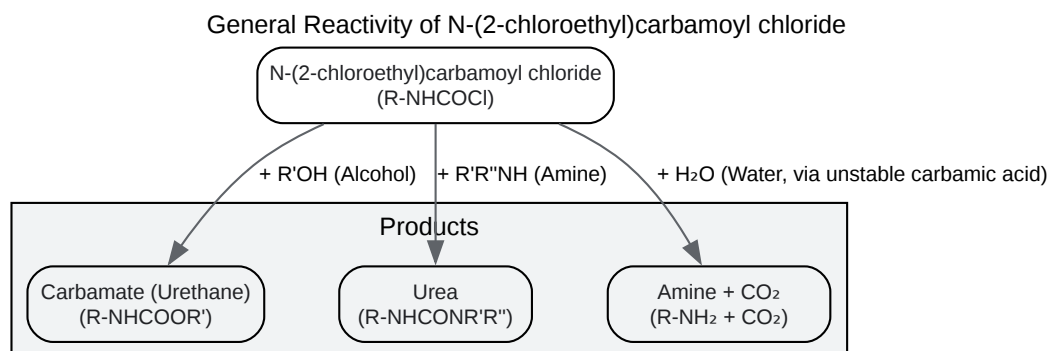 General Reactivity of N-(2-chloroethyl)carbamoyl chloride
N-(2-chloroethyl)carbamoyl chloride
(R-NHCOCl)
+ R'OH (Alcohol)
+ R'R''NH (Amine)
+ H₂O (Water, via unstable carbamic acid)
Products
Carbamate (Urethane)
(R-NHCOOR')
Urea
(R-NHCONR'R'')
Amine + CO₂
(R-NH₂ + CO₂)